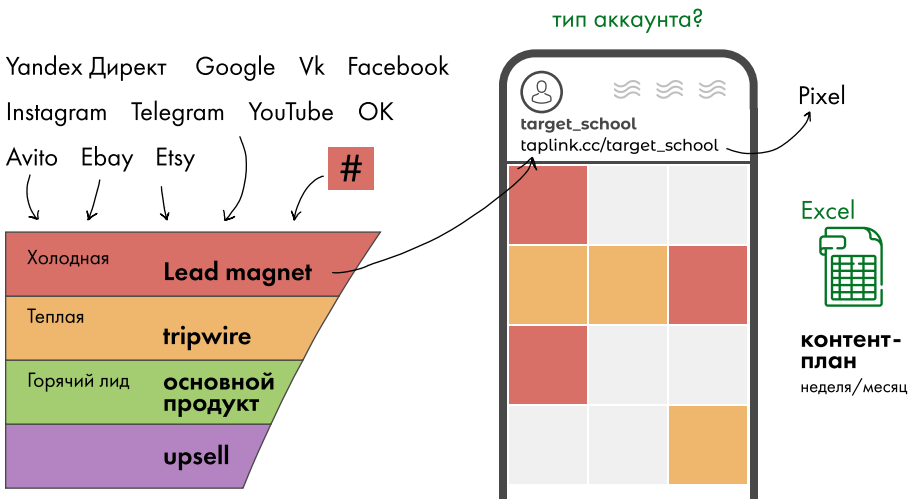 тип аккаунта?
Yandex Директ Google Vk Facebook
Instagram Telegram YouTube OK
Avito Ebay Etsy
#
Холодная
Lead magnet
Теплая
tripwire
Горячий лид
основной
продукт
upsell
target_school
taplink.cc/target_school
Pixel
Excel
контент-
план
неделя/месяц